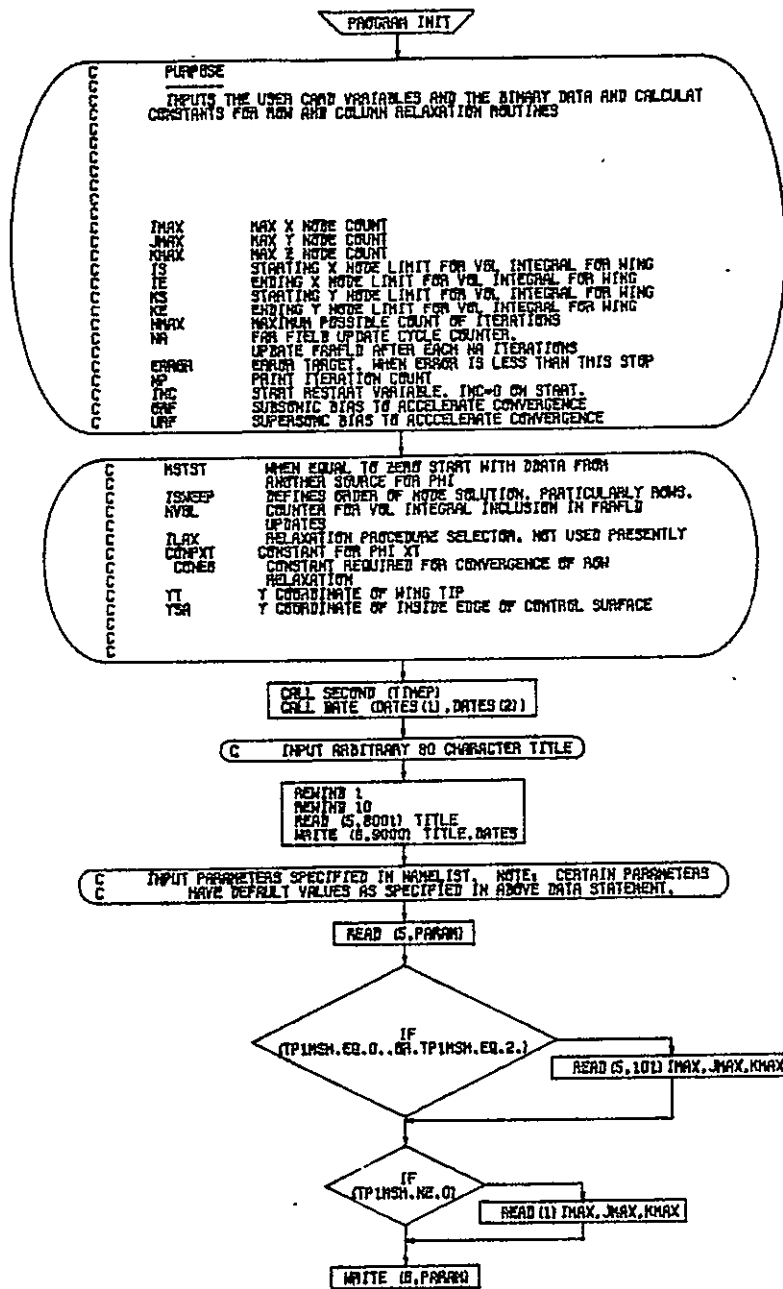 PROGRAM INIT
C PURPOSE
C -------
C INPUTS THE USER CARD VARIABLES AND THE BINARY DATA AND CALCULAT
C CONSTANTS FOR ROW AND COLUMN RELAXATION ROUTINES
C
C
C
C
C
C
C
C IMAX MAX X NODE COUNT
C JMAX MAX Y NODE COUNT
C KMAX MAX Z NODE COUNT
C IS STARTING X NODE LIMIT FOR VOL INTEGRAL FOR WING
C IE ENDING X NODE LIMIT FOR VOL INTEGRAL FOR WING
C KS STARTING Y NODE LIMIT FOR VOL INTEGRAL FOR WING
C KE ENDING Y NODE LIMIT FOR VOL INTEGRAL FOR WING
C NMAX MAXIMUM POSSIBLE COUNT OF ITERATIONS
C NA FAR FIELD UPDATE CYCLE COUNTER.
C UPDATE FARFLD AFTER EACH NA ITERATIONS
C ERROR ERROR TARGET. WHEN ERROR IS LESS THAN THIS STOP
C NP PRINT ITERATION COUNT
C INC START RESTART VARIABLE. INC=0 ON START.
C ORF SUBSONIC BIAS TO ACCELERATE CONVERGENCE
C URF SUPERSONIC BIAS TO ACCCELERATE CONVERGENCE
C NSTST WHEN EQUAL TO ZERO START WITH DDATA FROM
C ANOTHER SOURCE FOR PHI
C ISWEEP DEFINES ORDER OF NODE SOLUTION. PARTICULARLY ROWS.
C NVOL COUNTER FOR VOL INTEGRAL INCLUSION IN FARFLD
C UPDATES
C ILAX RELAXATION PROCEDURE SELECTOR. NOT USED PRESENTLY
C CONPXT CONSTANT FOR PHI XT
C CONE8 CONSTANT REQUIRED FOR CONVERGENCE OF ROW
C RELAXATION
C YT Y COORDINATE OF WING TIP
C YSA Y COORDINATE OF INSIDE EDGE OF CONTROL SURFACE
C
C
C
CALL SECOND (TIMEP)
CALL DATE (DATES(1),DATES(2))
C INPUT ARBITRARY 80 CHARACTER TITLE
REWIND 1
REWIND 10
READ (5,8001) TITLE
WRITE (6,9000) TITLE,DATES
C INPUT PARAMETERS SPECIFIED IN NAMELIST. NOTE: CERTAIN PARAMETERS
C HAVE DEFAULT VALUES AS SPECIFIED IN ABOVE DATA STATEMENT.
READ (5,PARAM)
IF
(TP1MSH.EQ.0..OR.TP1MSH.EQ.2.)
READ(5,101) IMAX,JMAX,KMAX
IF
(TP1MSH.NE.0)
READ(1) IMAX,JMAX,KMAX
WRITE (6,PARAM)